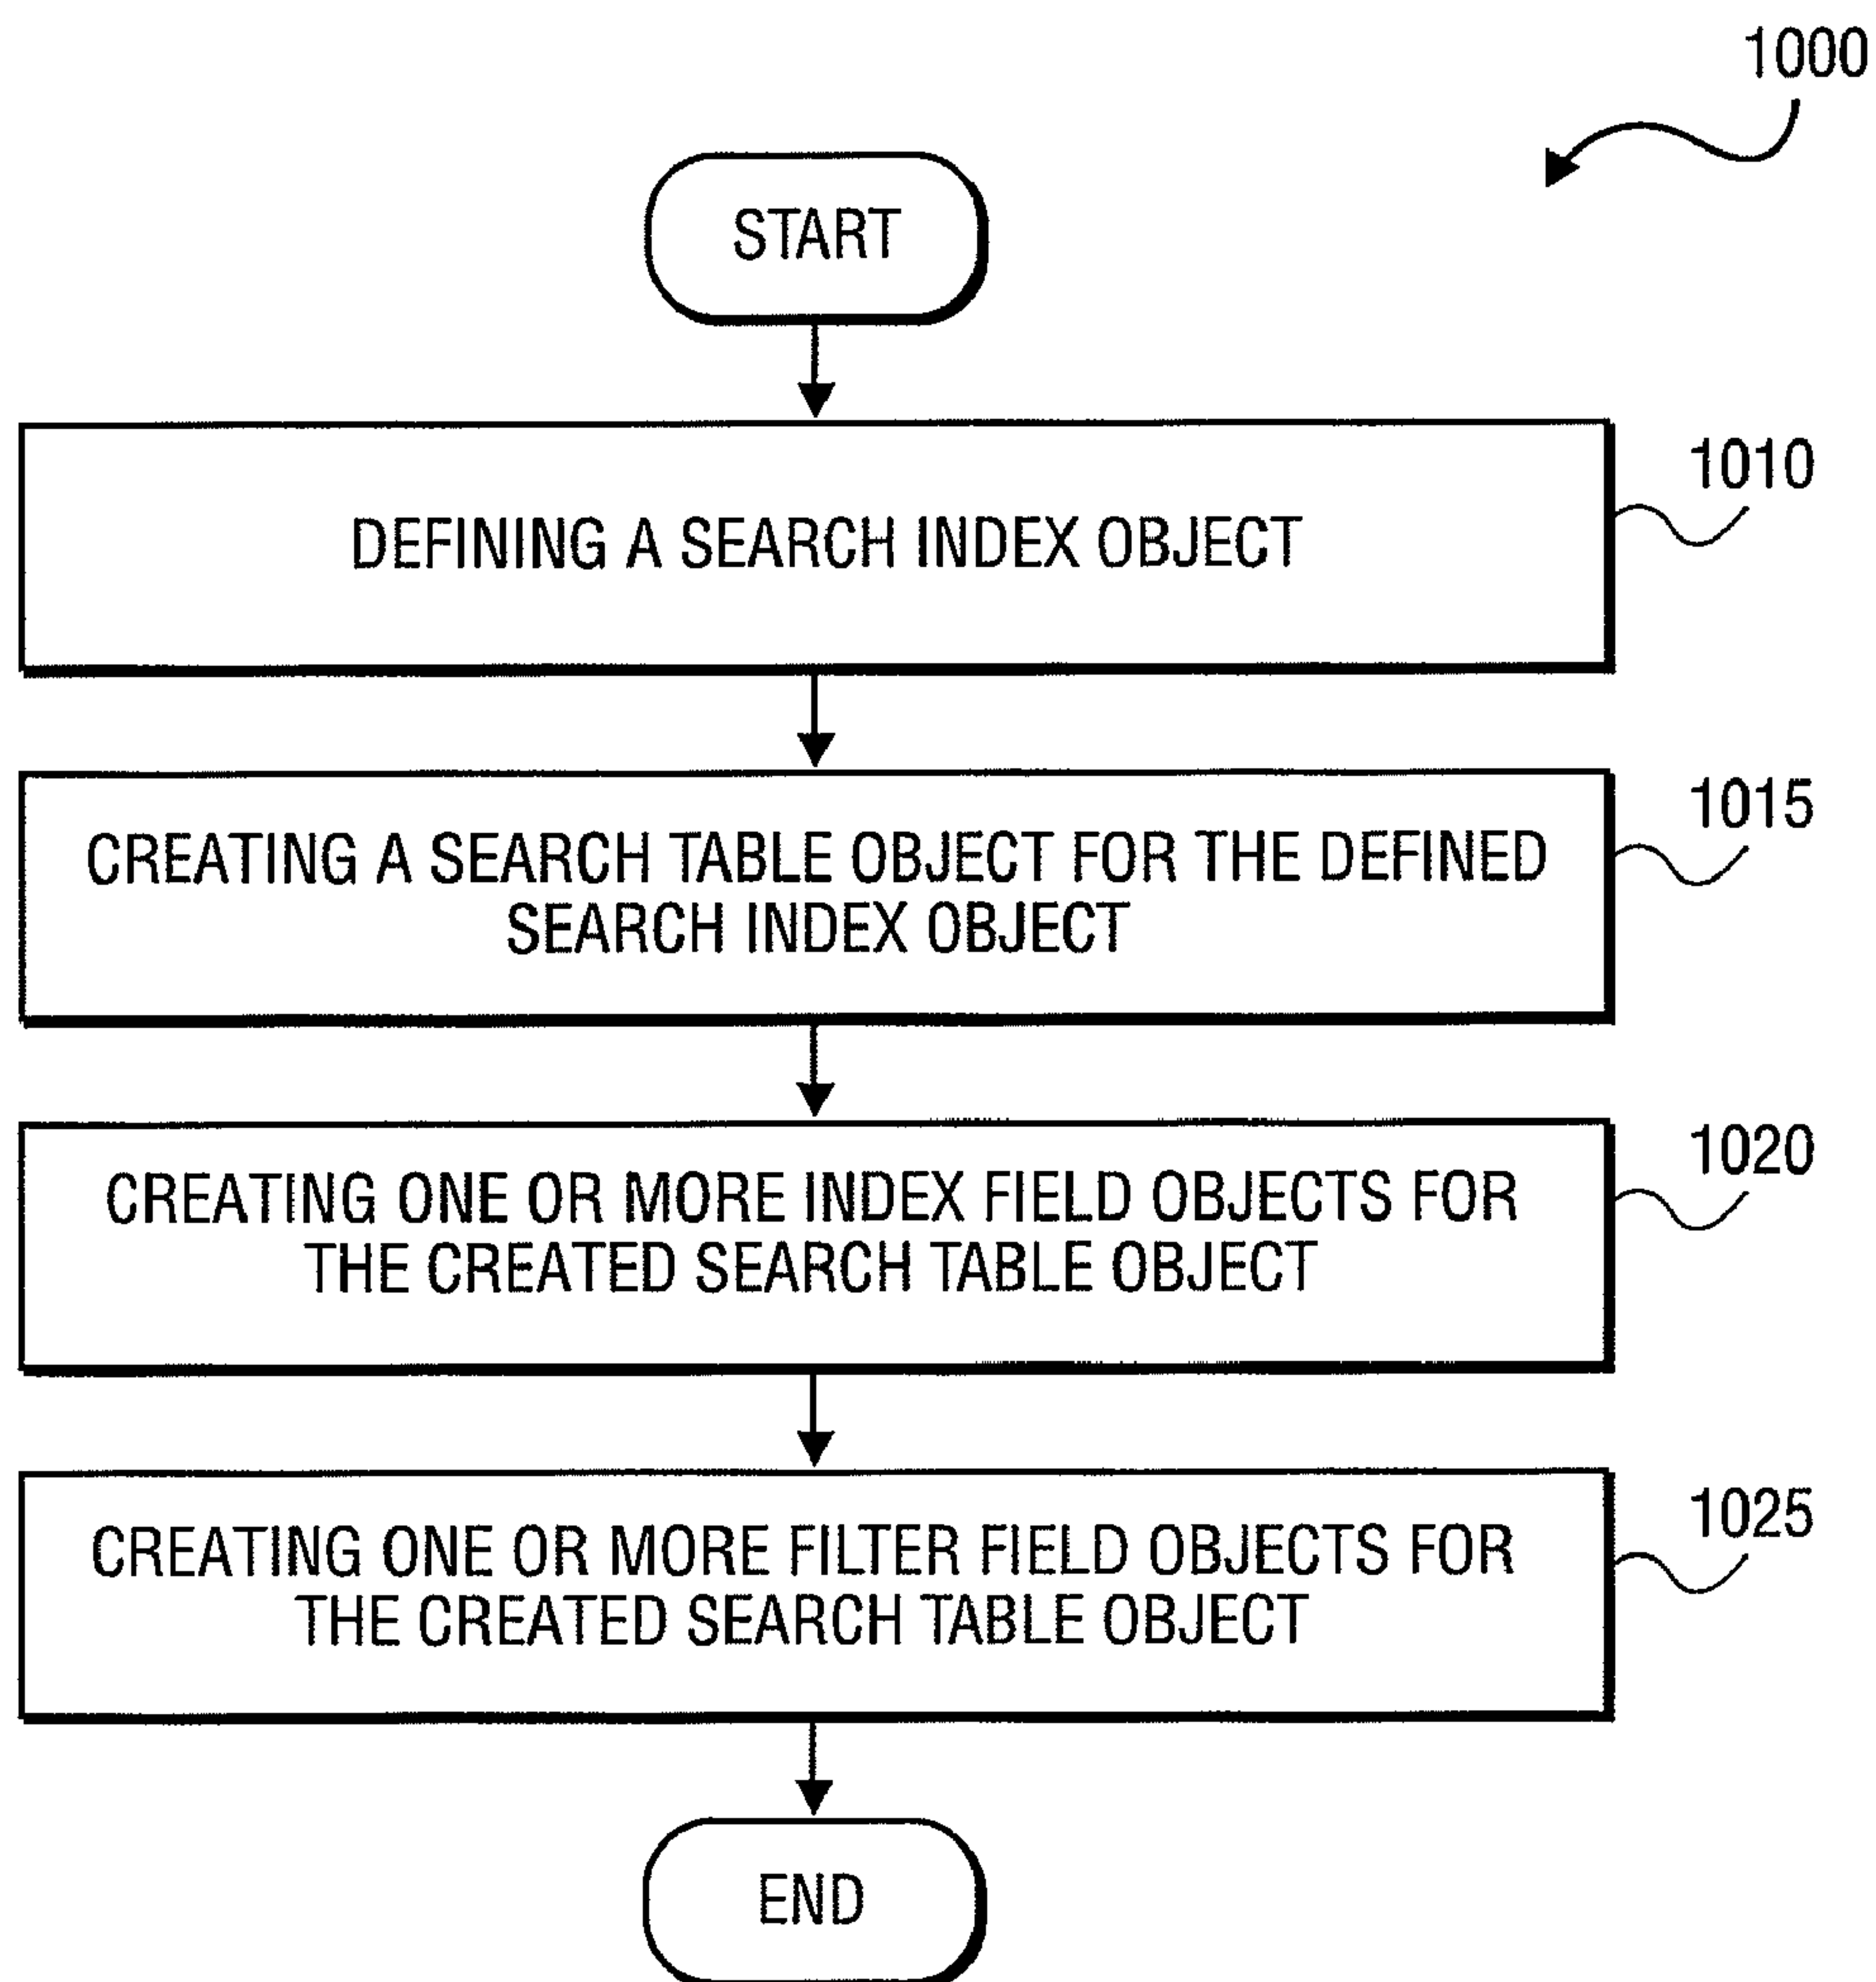 1000
START
DEFINING A SEARCH INDEX OBJECT
1010
CREATING A SEARCH TABLE OBJECT FOR THE DEFINED
SEARCH INDEX OBJECT
1015
CREATING ONE OR MORE INDEX FIELD OBJECTS FOR
THE CREATED SEARCH TABLE OBJECT
1020
CREATING ONE OR MORE FILTER FIELD OBJECTS FOR
THE CREATED SEARCH TABLE OBJECT
1025
END